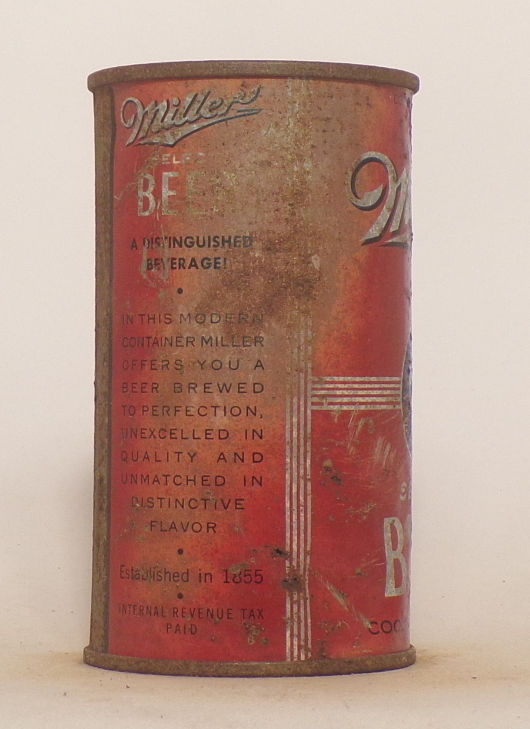 Miller
BEER
A DISTINGUISHED
BEVERAGE!
IN THIS MODERN
CONTAINER MILLER
OFFERS YOU A
BEER BREWED
TO PERFECTION,
UNEXCELLED IN
QUALITY AND
UNMATCHED IN
DISTINCTIVE
FLAVOR
Established in 1855
INTERNAL REVENUE TAX
PAID